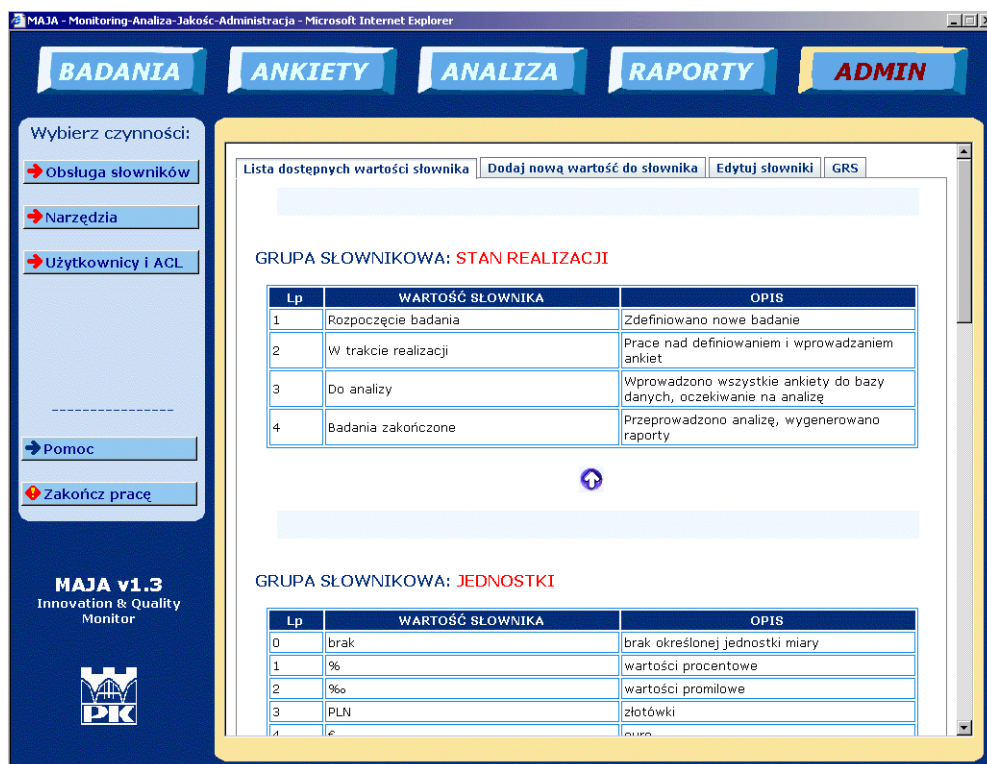 MAJA - Monitoring-Analiza-Jakośc-Administracja - Microsoft Internet Explorer
BADANIA ANKIETY ANALIZA RAPORTY ADMIN
Wybierz czynności:
Obsługa słowników
Narzędzia
Użytkownicy i ACL
----------------
Pomoc
Zakończ pracę
MAJA v1.3
Innovation & Quality
Monitor
PK
Lista dostępnych wartości słownika Dodaj nową wartość do słownika Edytuj słowniki GRS
GRUPA SŁOWNIKOWA: STAN REALIZACJI
Lp WARTOŚĆ SŁOWNIKA OPIS
1 Rozpoczęcie badania Zdefiniowano nowe badanie
2 W trakcie realizacji Prace nad definiowaniem i wprowadzaniem
ankiet
3 Do analizy Wprowadzono wszystkie ankiety do bazy
danych, oczekiwanie na analizę
4 Badania zakończone Przeprowadzono analizę, wygenerowano
raporty
GRUPA SŁOWNIKOWA: JEDNOSTKI
Lp WARTOŚĆ SŁOWNIKA OPIS
0 brak brak określonej jednostki miary
1 % wartości procentowe
2 ‰ wartości promilowe
3 PLN złotówki
4 € euro